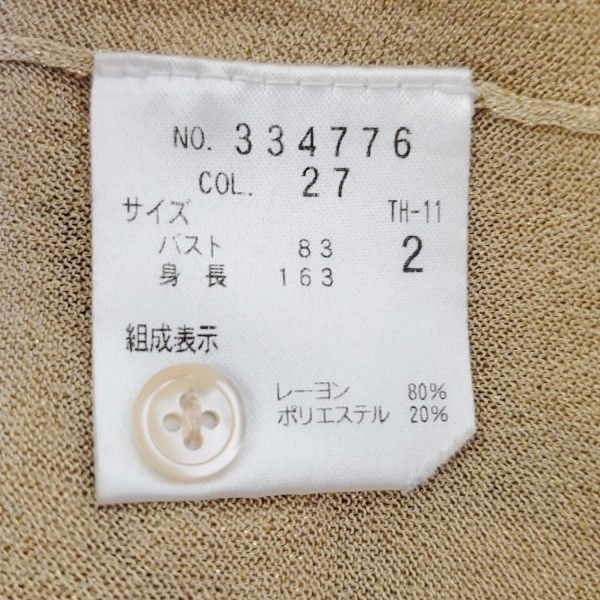 NO. 334776
COL. 27
サイズ TH-11
バスト 83 2
身長 163
組成表示
レーヨン 80%
ポリエステル 20%